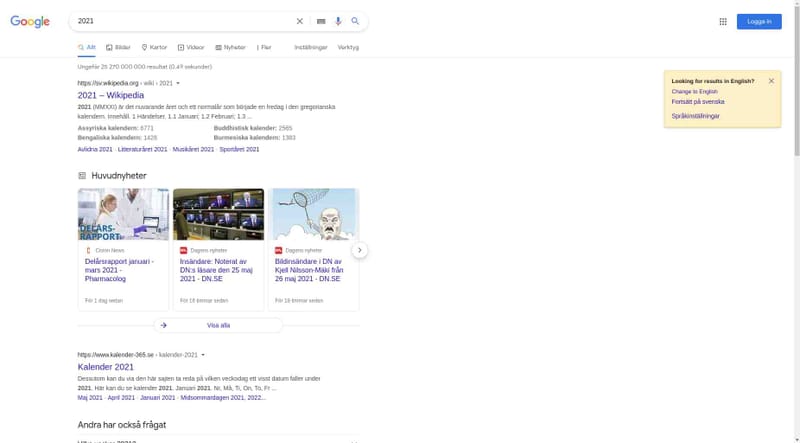 Google
2021
Logga in
Allt
Bilder
Kartor
Videor
Nyheter
Fler
Inställningar
Verktyg
Ungefär 25 270 000 000 resultat (0,49 sekunder)
Looking for results in English?
Change to English
Fortsätt på svenska
Språkinställningar
https://sv.wikipedia.org › wiki › 2021
2021 – Wikipedia
2021 (MMXXI) är det nuvarande året och ett normalår som började en fredag i den gregorianska
kalendern. Innehåll. 1 Händelser. 1.1 Januari; 1.2 Februari; 1.3 ...
Assyriska kalendern: 6771
Buddhistisk kalender: 2565
Bengaliska kalendern: 1428
Burmesiska kalendern: 1383
Avlidna 2021 · Litteraturåret 2021 · Musikåret 2021 · Sportåret 2021
Huvudnyheter
DELÅRS-
RAPPORT
Cision News
Delårsrapport januari -
mars 2021 -
Pharmacolog
För 1 dag sedan
Dagens nyheter
Insändare: Noterat av
DN:s läsare den 25 maj
2021 - DN.SE
För 16 timmar sedan
Dagens nyheter
Bildinsändare i DN av
Kjell Nilsson-Mäki från
26 maj 2021 - DN.SE
För 19 timmar sedan
Visa alla
https://www.kalender-365.se › kalender-2021
Kalender 2021
Dessutom kan du via den här sajten ta reda på vilken veckodag ett visst datum faller under
2021. Här kan du se kalender 2021. Januari 2021. Nr, Må, Ti, On, To, Fr ...
Maj 2021 · April 2021 · Januari 2021 · Midsommardagen 2021, 2022...
Andra har också frågat